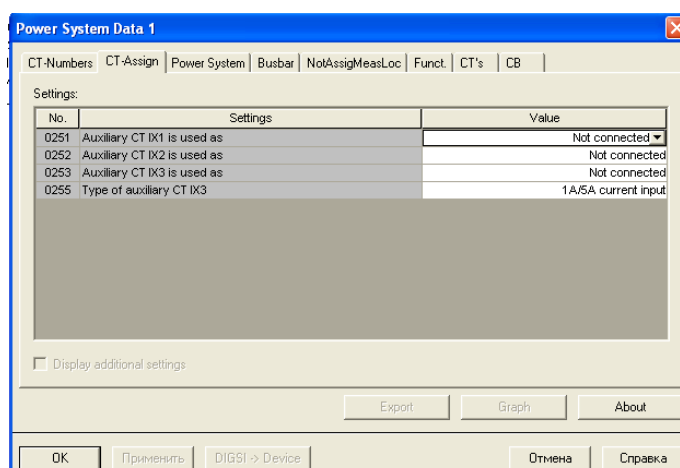 Power System Data 1
CT-Numbers CT-Assign Power System Busbar NotAssigMeasLoc Funct. CT's CB
Settings:
No. Settings Value
0251 Auxiliary CT IX1 is used as Not connected
0252 Auxiliary CT IX2 is used as Not connected
0253 Auxiliary CT IX3 is used as Not connected
0255 Type of auxiliary CT IX3 1A/5A current input
Display additional settings
Export Graph About
OK Применить DIGSI -> Device Отмена Справка